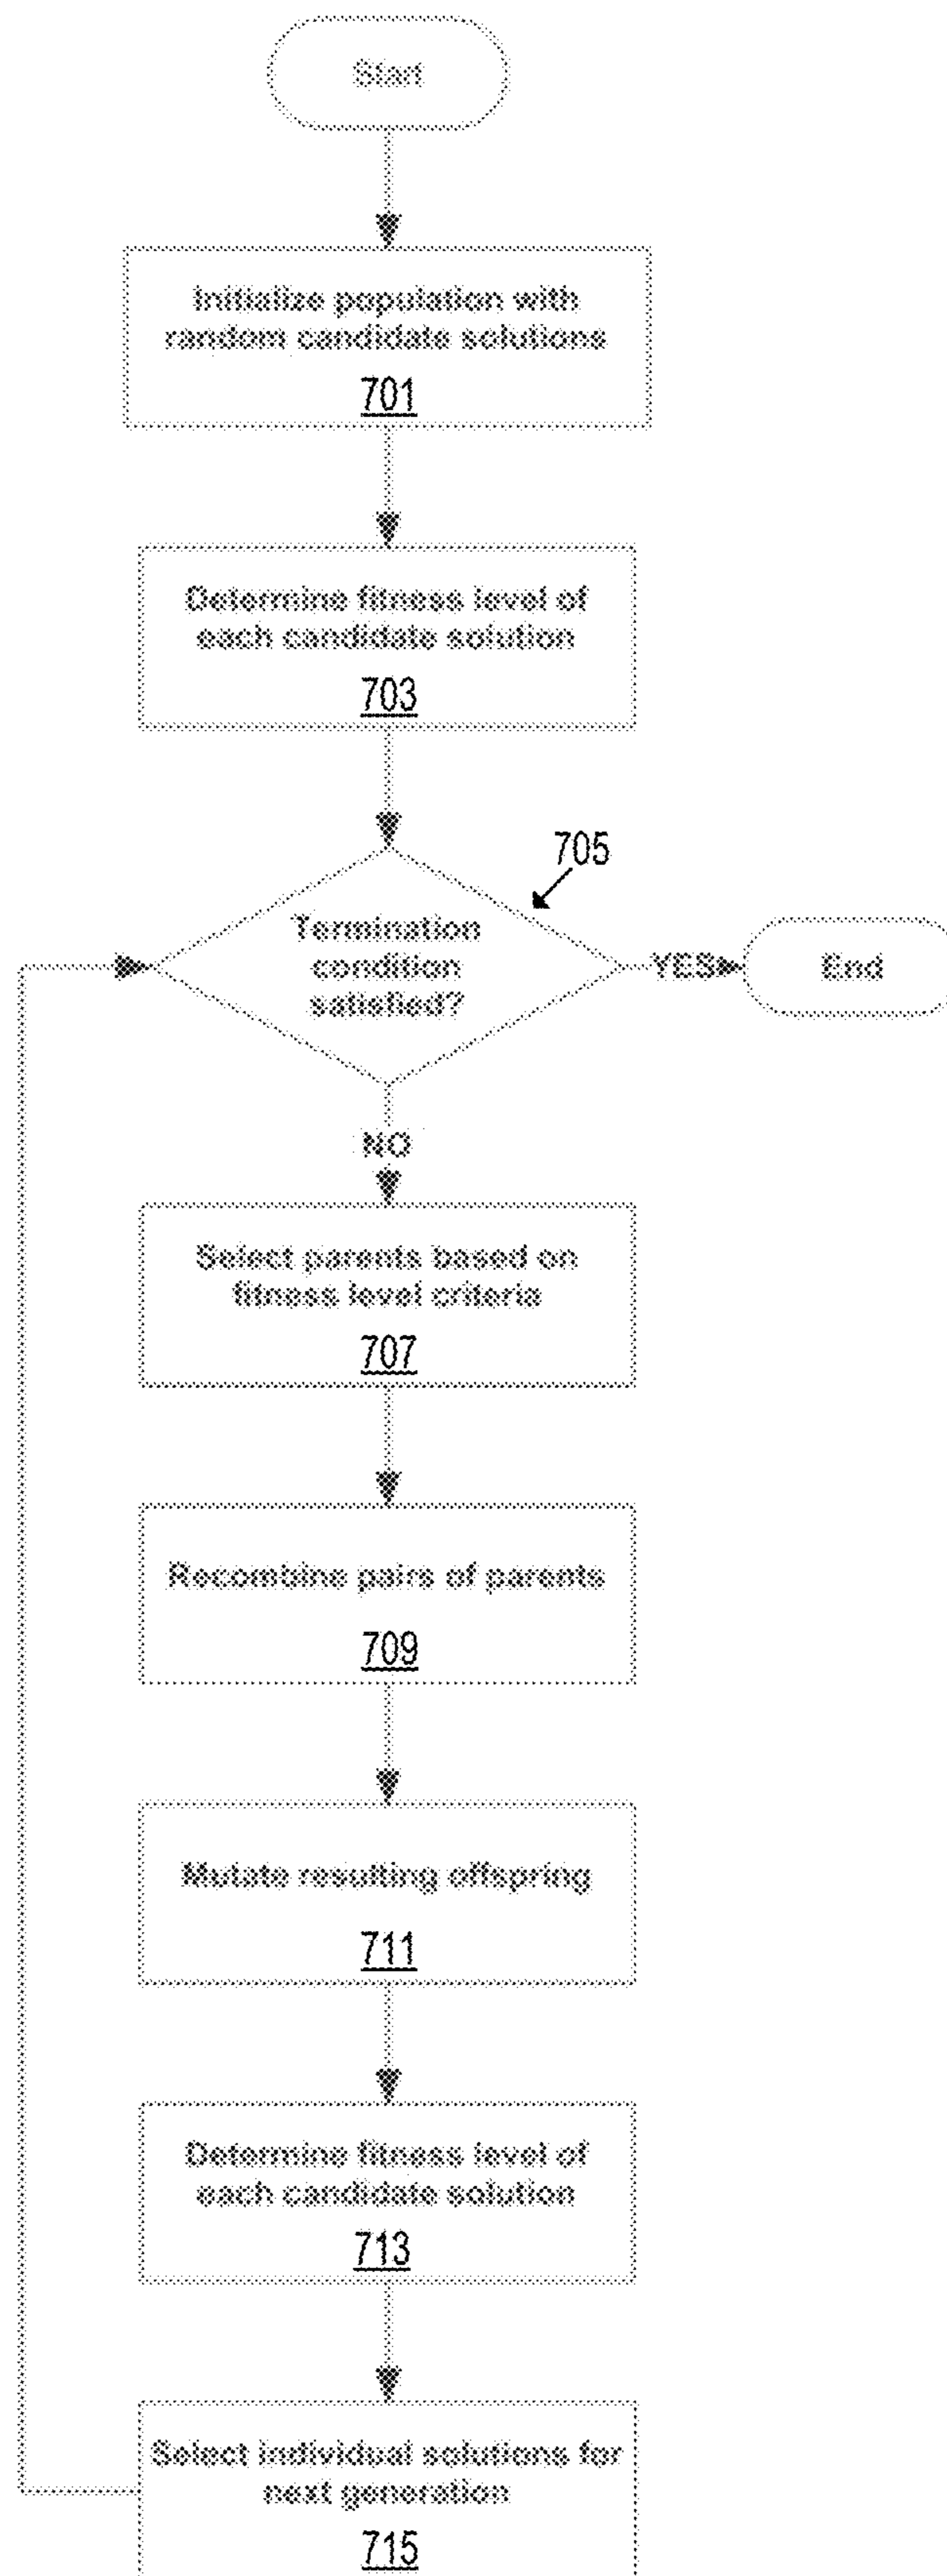 Start
Initialize population with
random candidate solutions
701
Determine fitness level of
each candidate solution
703
705
Termination
condition
satisfied?
YES
End
NO
Select parents based on
fitness level criteria
707
Recombine pairs of parents
709
Mutate resulting offspring
711
Determine fitness level of
each candidate solution
713
Select individual solutions for
next generation
715